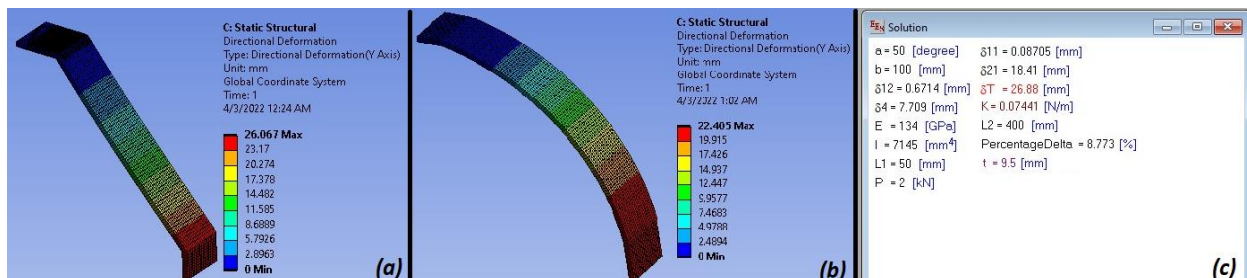 C: Static Structural
Directional Deformation
Type: Directional Deformation(Y Axis)
Unit: mm
Global Coordinate System
Time: 1
4/3/2022 12:24 AM
26.067 Max
23.17
20.274
17.378
14.482
11.585
8.6889
5.7926
2.8963
0 Min
(a)
C: Static Structural
Directional Deformation
Type: Directional Deformation(Y Axis)
Unit: mm
Global Coordinate System
Time: 1
4/3/2022 1:02 AM
22.405 Max
19.915
17.426
14.937
12.447
9.9577
7.4683
4.9788
2.4894
0 Min
(b)
Solution
a = 50 [degree] δ11 = 0.08705 [mm]
b = 100 [mm] δ21 = 18.41 [mm]
δ12 = 0.6714 [mm] δT = 26.88 [mm]
δ4 = 7.709 [mm] K = 0.07441 [N/m]
E = 134 [GPa] L2 = 400 [mm]
I = 7145 [mm⁴] PercentageDelta = 8.773 [%]
L1 = 50 [mm] t = 9.5 [mm]
P = 2 [kN]
(c)